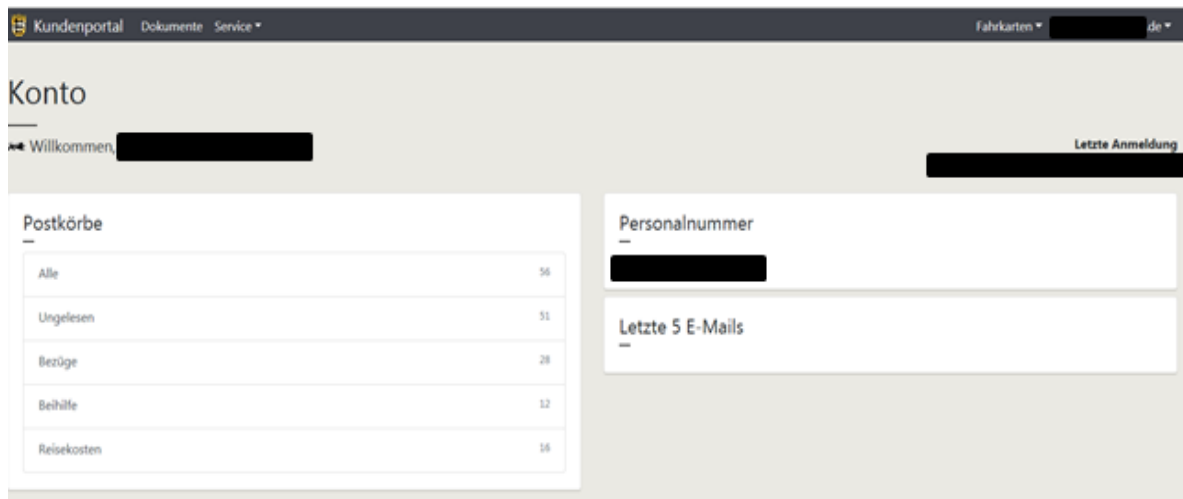 Kundenportal Dokumente Service Fahrkarten .de
Konto
Willkommen,
Letzte Anmeldung
Postkörbe
Alle 56
Ungelesen 51
Bezüge 28
Beihilfe 12
Reisekosten 16
Personalnummer
Letzte 5 E-Mails